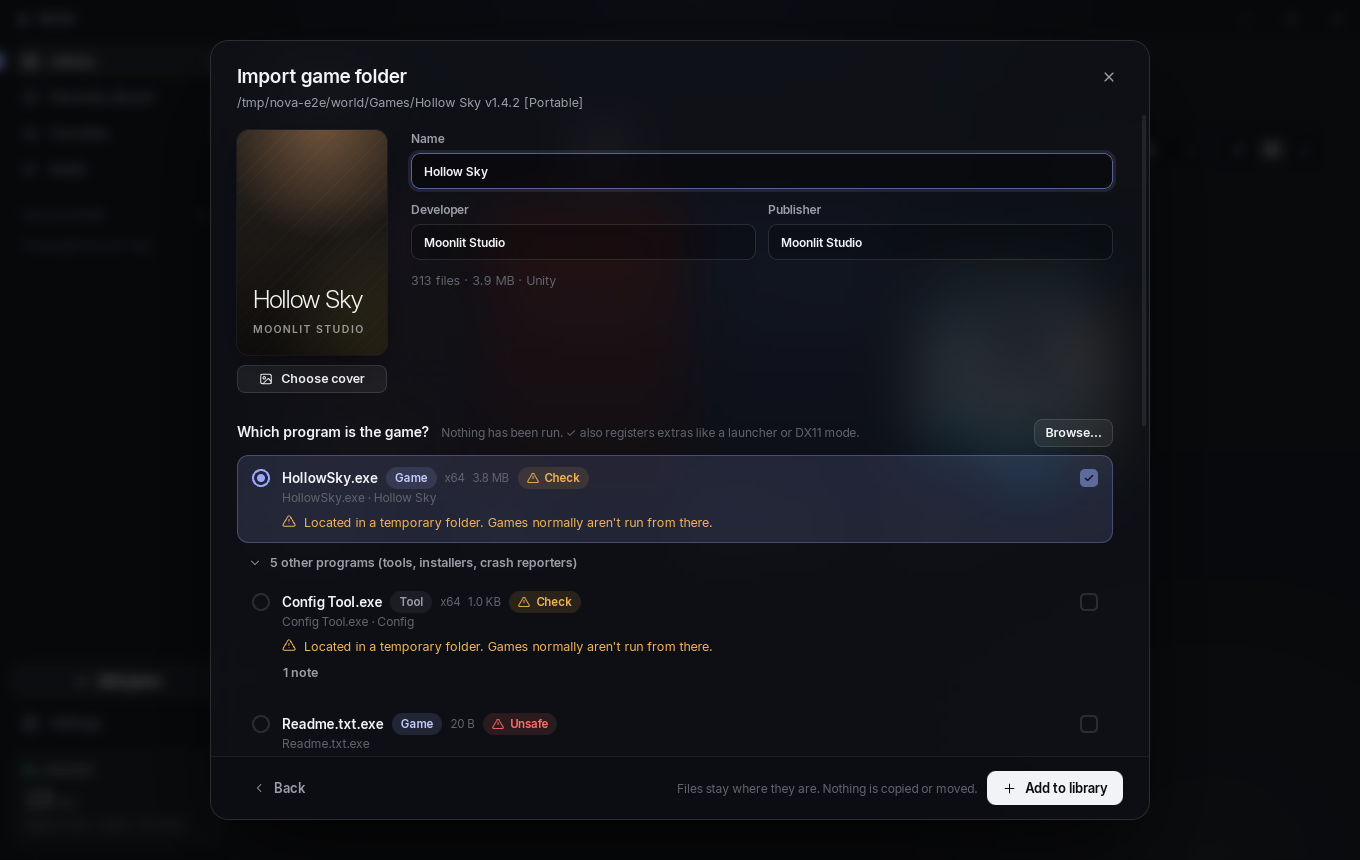 Import game folder
/tmp/nova-e2e/world/Games/Hollow Sky v1.4.2 [Portable]
Name
Hollow Sky
Developer
Publisher
Moonlit Studio
Moonlit Studio
313 files · 3.9 MB · Unity
Hollow Sky
MOONLIT STUDIO
Choose cover
Which program is the game? Nothing has been run. ✓ also registers extras like a launcher or DX11 mode. Browse...
HollowSky.exe Game x64 3.8 MB Check
HollowSky.exe · Hollow Sky
Located in a temporary folder. Games normally aren't run from there.
5 other programs (tools, installers, crash reporters)
Config Tool.exe Tool x64 1.0 KB Check
Config Tool.exe · Config
Located in a temporary folder. Games normally aren't run from there.
1 note
Readme.txt.exe Game 20 B Unsafe
Readme.txt.exe
Back Files stay where they are. Nothing is copied or moved. Add to library